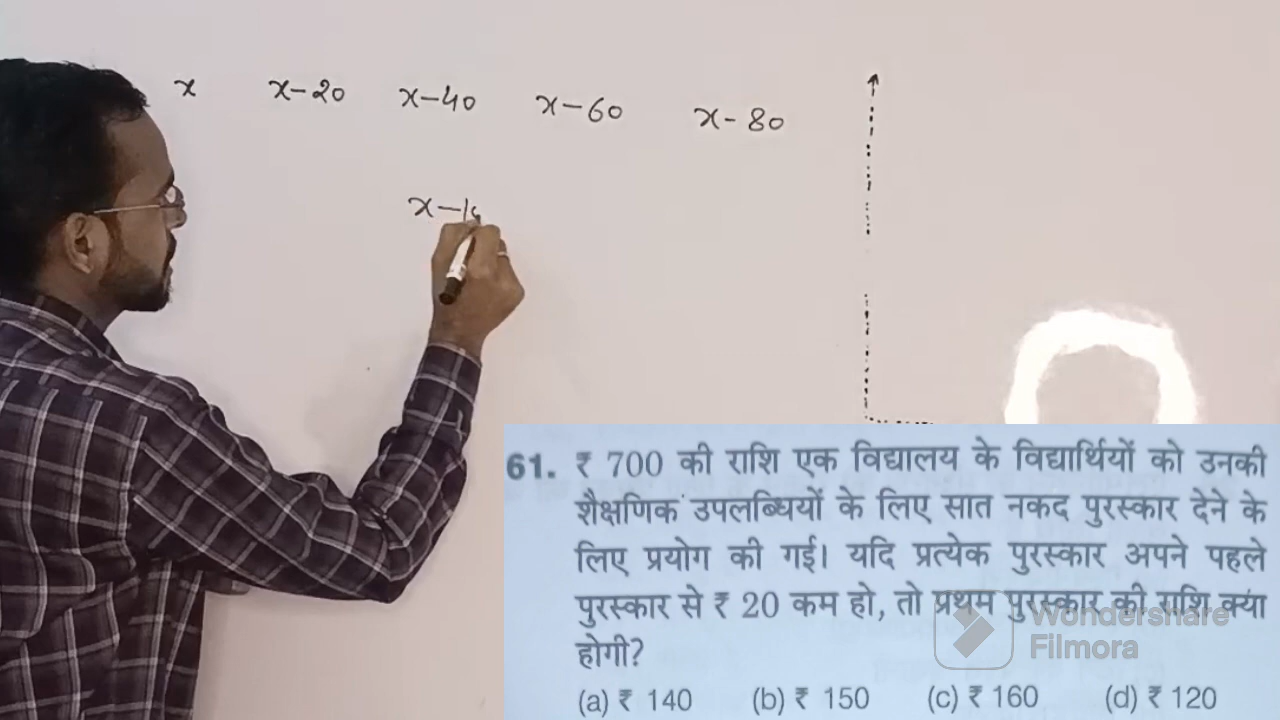 x x-20 x-40 x-60 x-80
x-10
61. ₹ 700 की राशि एक विद्यालय के विद्यार्थियों को उनकी
शैक्षणिक उपलब्धियों के लिए सात नकद पुरस्कार देने के
लिए प्रयोग की गई। यदि प्रत्येक पुरस्कार अपने पहले
पुरस्कार से ₹ 20 कम हो, तो प्रथम पुरस्कार की राशि क्या
होगी?
(a) ₹ 140 (b) ₹ 150 (c) ₹ 160 (d) ₹ 120
Wondershare
Filmora